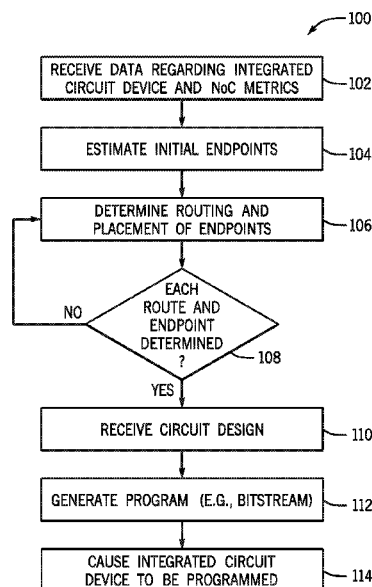 100
RECEIVE DATA REGARDING INTEGRATED
CIRCUIT DEVICE AND NoC METRICS
102
ESTIMATE INITIAL ENDPOINTS
104
DETERMINE ROUTING AND
PLACEMENT OF ENDPOINTS
106
EACH
ROUTE AND
ENDPOINT
DETERMINED
?
108
NO
YES
RECEIVE CIRCUIT DESIGN
110
GENERATE PROGRAM (E.G., BITSTREAM)
112
CAUSE INTEGRATED CIRCUIT
DEVICE TO BE PROGRAMMED
114